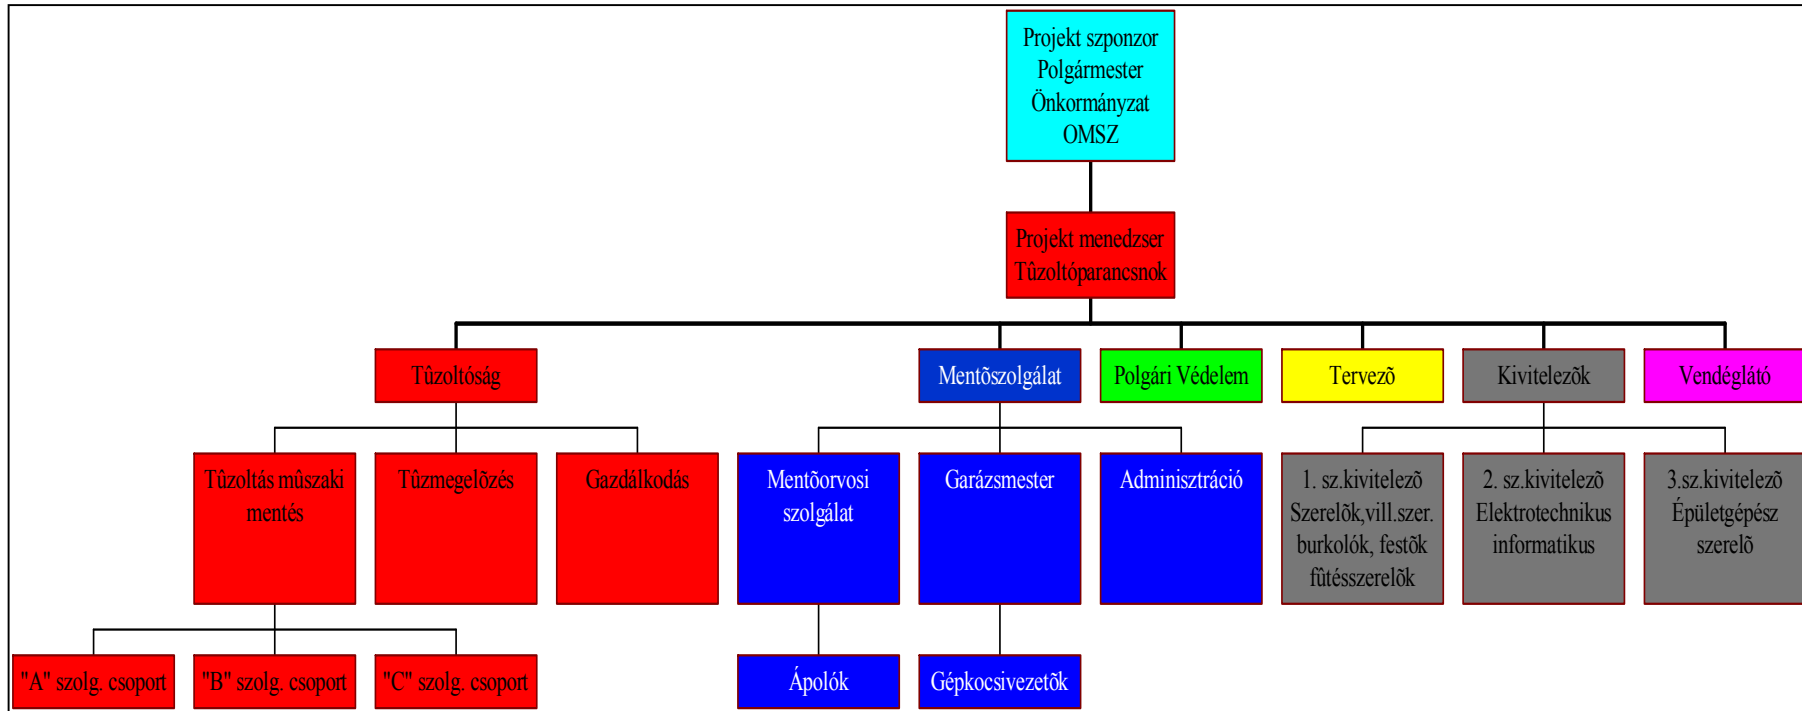 Projekt szponzor
Polgármester
Önkormányzat
OMSZ
Projekt menedzser
Tûzoltóparancsnok
Tûzoltóság
Mentõszolgálat
Polgári Védelem
Tervezõ
Kivitelezõk
Vendéglátó
Tûzoltás mûszaki
mentés
Tûzmegelõzés
Gazdálkodás
Mentõorvosi
szolgálat
Garázsmester
Adminisztráció
1. sz.kivitelezõ
Szerelõk,vill.szer.
burkolók, festõk
fûtésszerelõk
2. sz.kivitelezõ
Elektrotechnikus
informatikus
3.sz.kivitelezõ
Épületgépész
szerelõ
"A" szolg. csoport
"B" szolg. csoport
"C" szolg. csoport
Ápolók
Gépkocsivezetõk